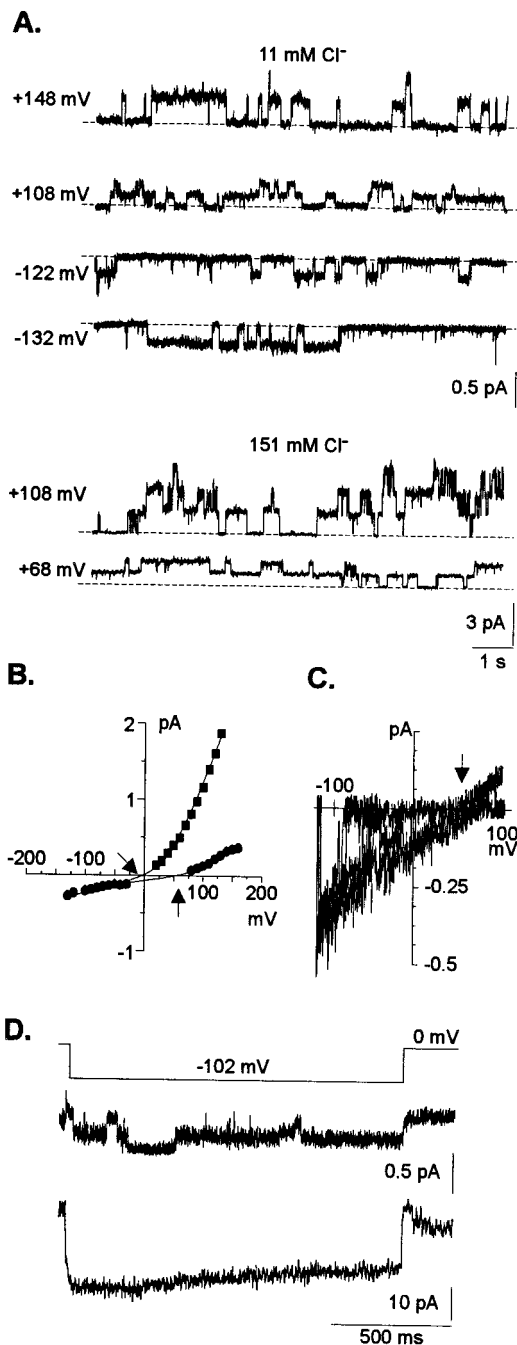 A.
11 mM Cl⁻
+148 mV
+108 mV
-122 mV
-132 mV
0.5 pA
151 mM Cl⁻
+108 mV
+68 mV
3 pA
1 s
B.
2
pA
1
-200
-100
100
200
mV
-1
C.
pA
-100
100
mV
-0.25
-0.5
D.
0 mV
-102 mV
0.5 pA
10 pA
500 ms